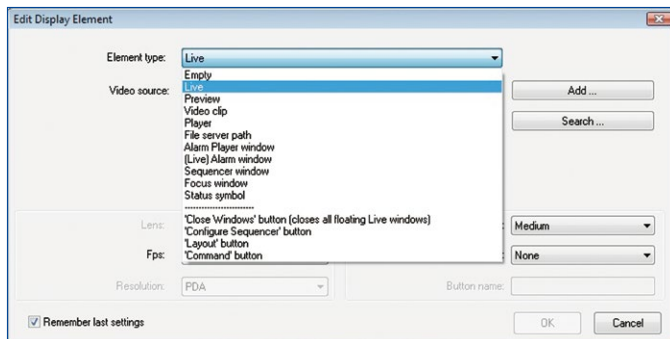 Edit Display Element
Element type: Live
Empty
Live
Video source:
Add ...
Preview
Video clip
Player
Search ...
File server path
Alarm Player window
(Live) Alarm window
Sequencer window
Focus window
Status symbol
-------------------------
'Close Windows' button (closes all floating Live windows)
Lens:
: Medium
'Configure Sequencer' button
'Layout' button
Fps:
'Command' button
: None
Resolution: PDA
Button name:
Remember last settings
OK
Cancel